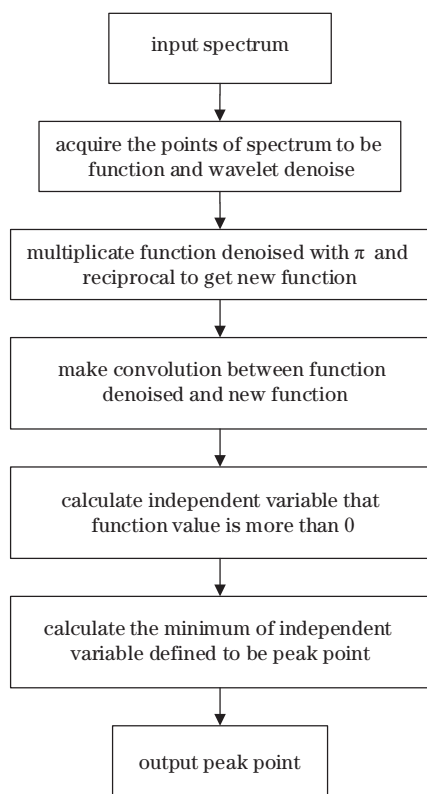 input spectrum
acquire the points of spectrum to be
function and wavelet denoise
multiplicate function denoised with π and
reciprocal to get new function
make convolution between function
denoised and new function
calculate independent variable that
function value is more than 0
calculate the minimum of independent
variable defined to be peak point
output peak point